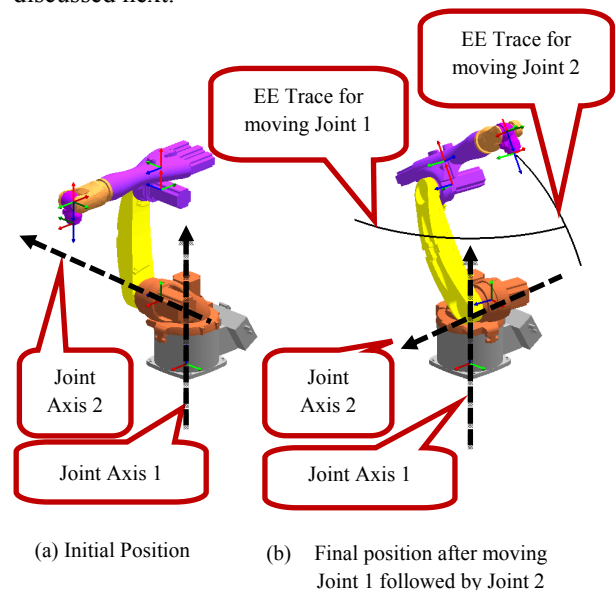 discussed next.
EE Trace for
moving Joint 2
EE Trace for
moving Joint 1
Joint
Axis 2
Joint Axis 1
Joint
Axis 2
Joint Axis 1
(a) Initial Position
(b) Final position after moving
Joint 1 followed by Joint 2